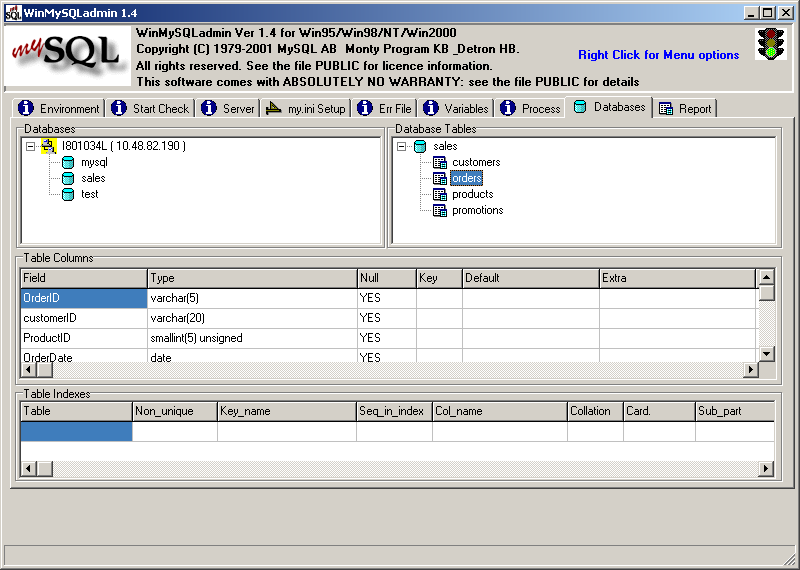 WinMySQLadmin 1.4
mySQL
WinMySQLadmin Ver 1.4 for Win95/Win98/NT/Win2000
Copyright (C) 1979-2001 MySQL AB Monty Program KB _Detron HB.
All rights reserved. See the file PUBLIC for licence information.
This software comes with ABSOLUTELY NO WARRANTY: see the file PUBLIC for details
Right Click for Menu options
Environment Start Check Server my.ini Setup Err File Variables Process Databases Report
Databases
I801034L ( 10.48.82.190 )
mysql
sales
test
Database Tables
sales
customers
orders
products
promotions
Table Columns
Field Type Null Key Default Extra
OrderID varchar(5) YES
customerID varchar(20) YES
ProductID smallint(5) unsigned YES
OrderDate date YES
Table Indexes
Table Non_unique Key_name Seq_in_index Col_name Collation Card. Sub_part